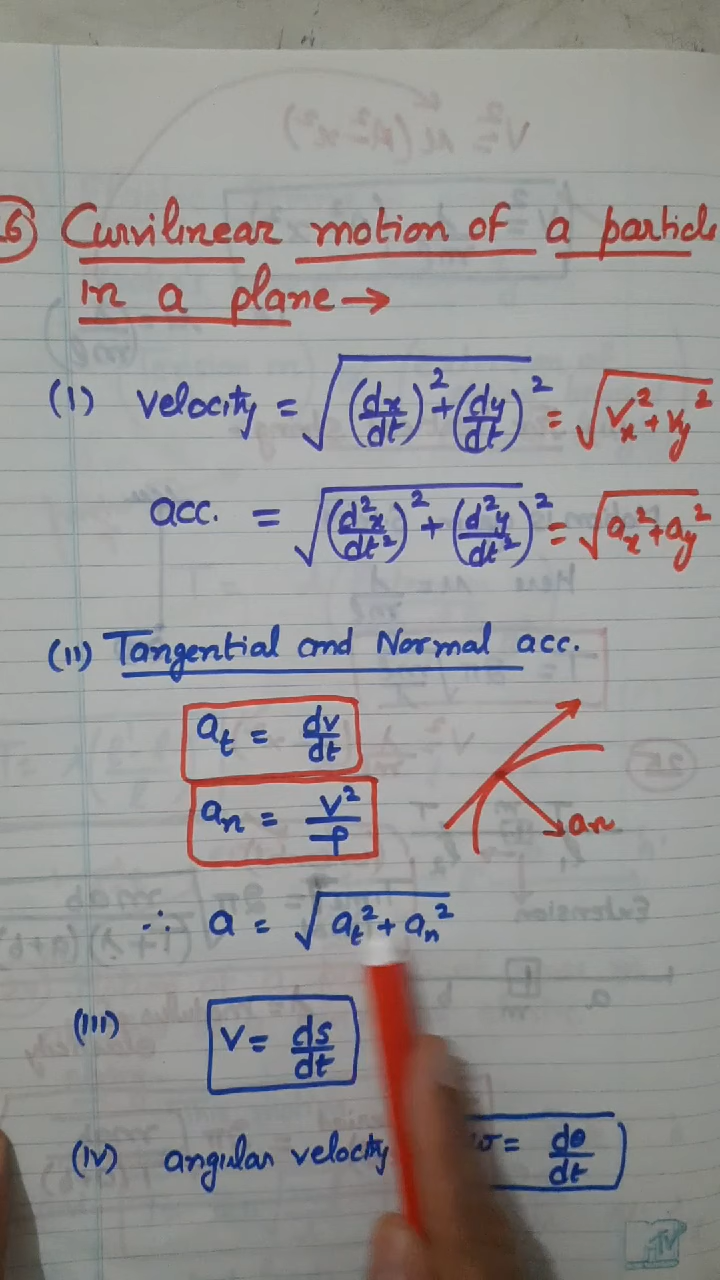 26) Curvilinear motion of a particle
in a plane →
(i) velocity = √((dx/dt)² + (dy/dt)²) = √(Vx² + Vy²)
acc. = √((d²x/dt²)² + (d²y/dt²)²) = √(ax² + ay²)
(ii) Tangential and Normal acc.
at = dv/dt
an = v²/ρ
an
∴ a = √(at² + an²)
(iii) v = ds/dt
(iv) angular velocity = dθ/dt